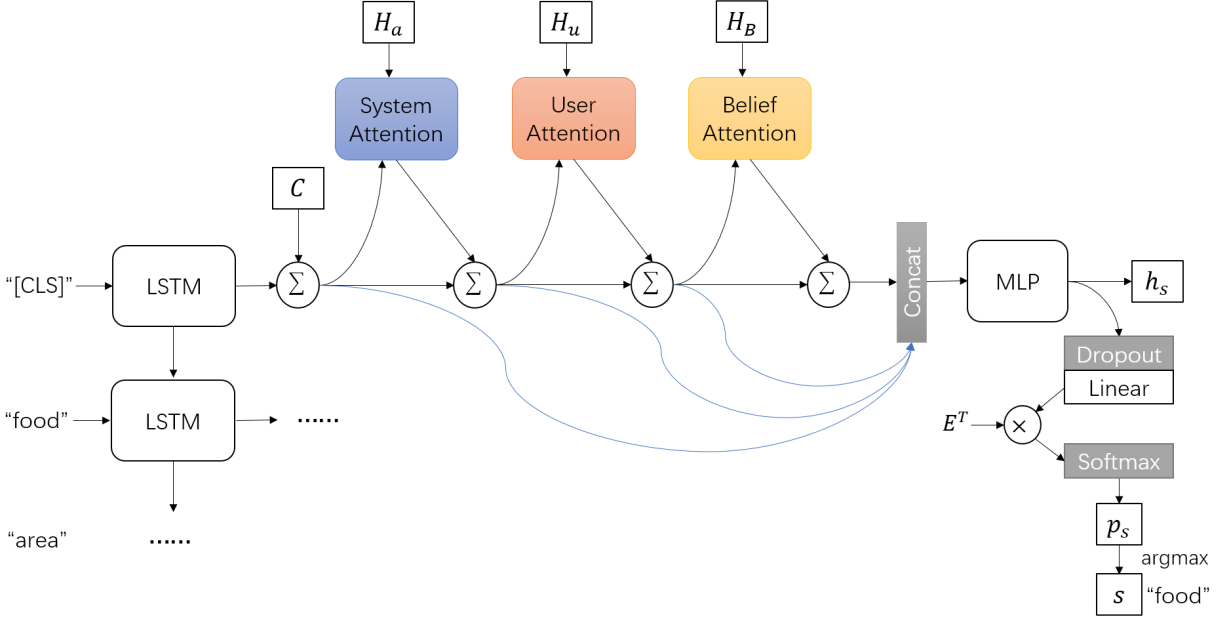 H_a
H_u
H_B
System
Attention
User
Attention
Belief
Attention
C
"[CLS]"
LSTM
Σ
Σ
Σ
Σ
Concat
MLP
h_s
Dropout
Linear
"food"
LSTM
······
E^T
×
Softmax
"area"
······
p_s
argmax
s
"food"